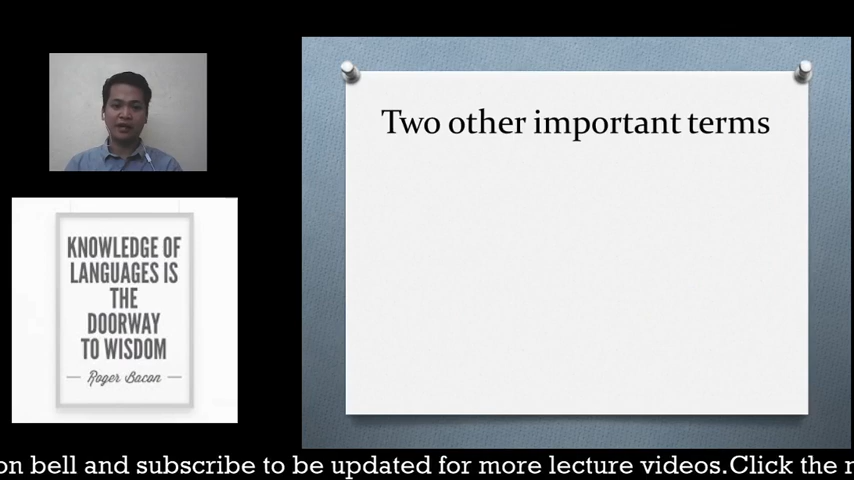 Two other important terms
KNOWLEDGE OF
LANGUAGES IS
THE
DOORWAY
TO WISDOM
— Roger Bacon —
on bell and subscribe to be updated for more lecture videos.Click the